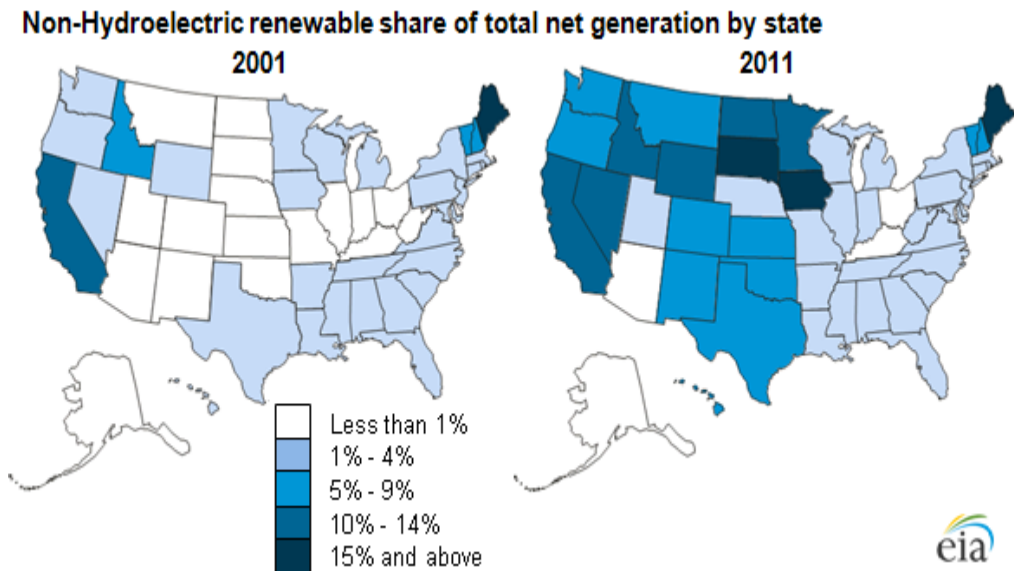 Non-Hydroelectric renewable share of total net generation by state
2001
2011
Less than 1%
1% - 4%
5% - 9%
10% - 14%
15% and above
eia